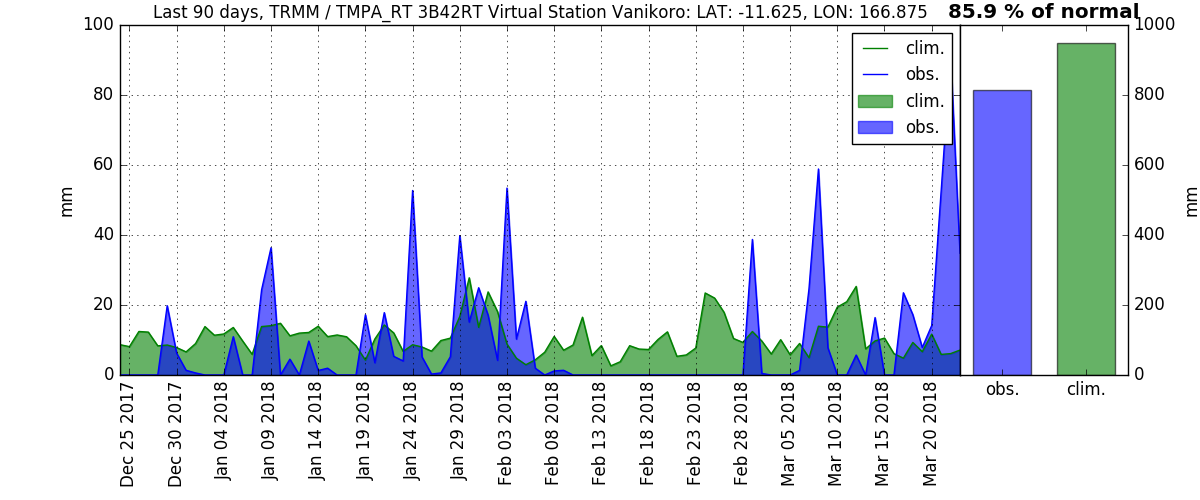 Last 90 days, TRMM / TMPA_RT 3B42RT Virtual Station Vanikoro: LAT: -11.625, LON: 166.875
85.9 % of normal
100
80
60
40
20
0
mm
clim.
obs.
clim.
obs.
1000
800
600
400
200
0
mm
Dec 25 2017
Dec 30 2017
Jan 04 2018
Jan 09 2018
Jan 14 2018
Jan 19 2018
Jan 24 2018
Jan 29 2018
Feb 03 2018
Feb 08 2018
Feb 13 2018
Feb 18 2018
Feb 23 2018
Feb 28 2018
Mar 05 2018
Mar 10 2018
Mar 15 2018
Mar 20 2018
obs.
clim.